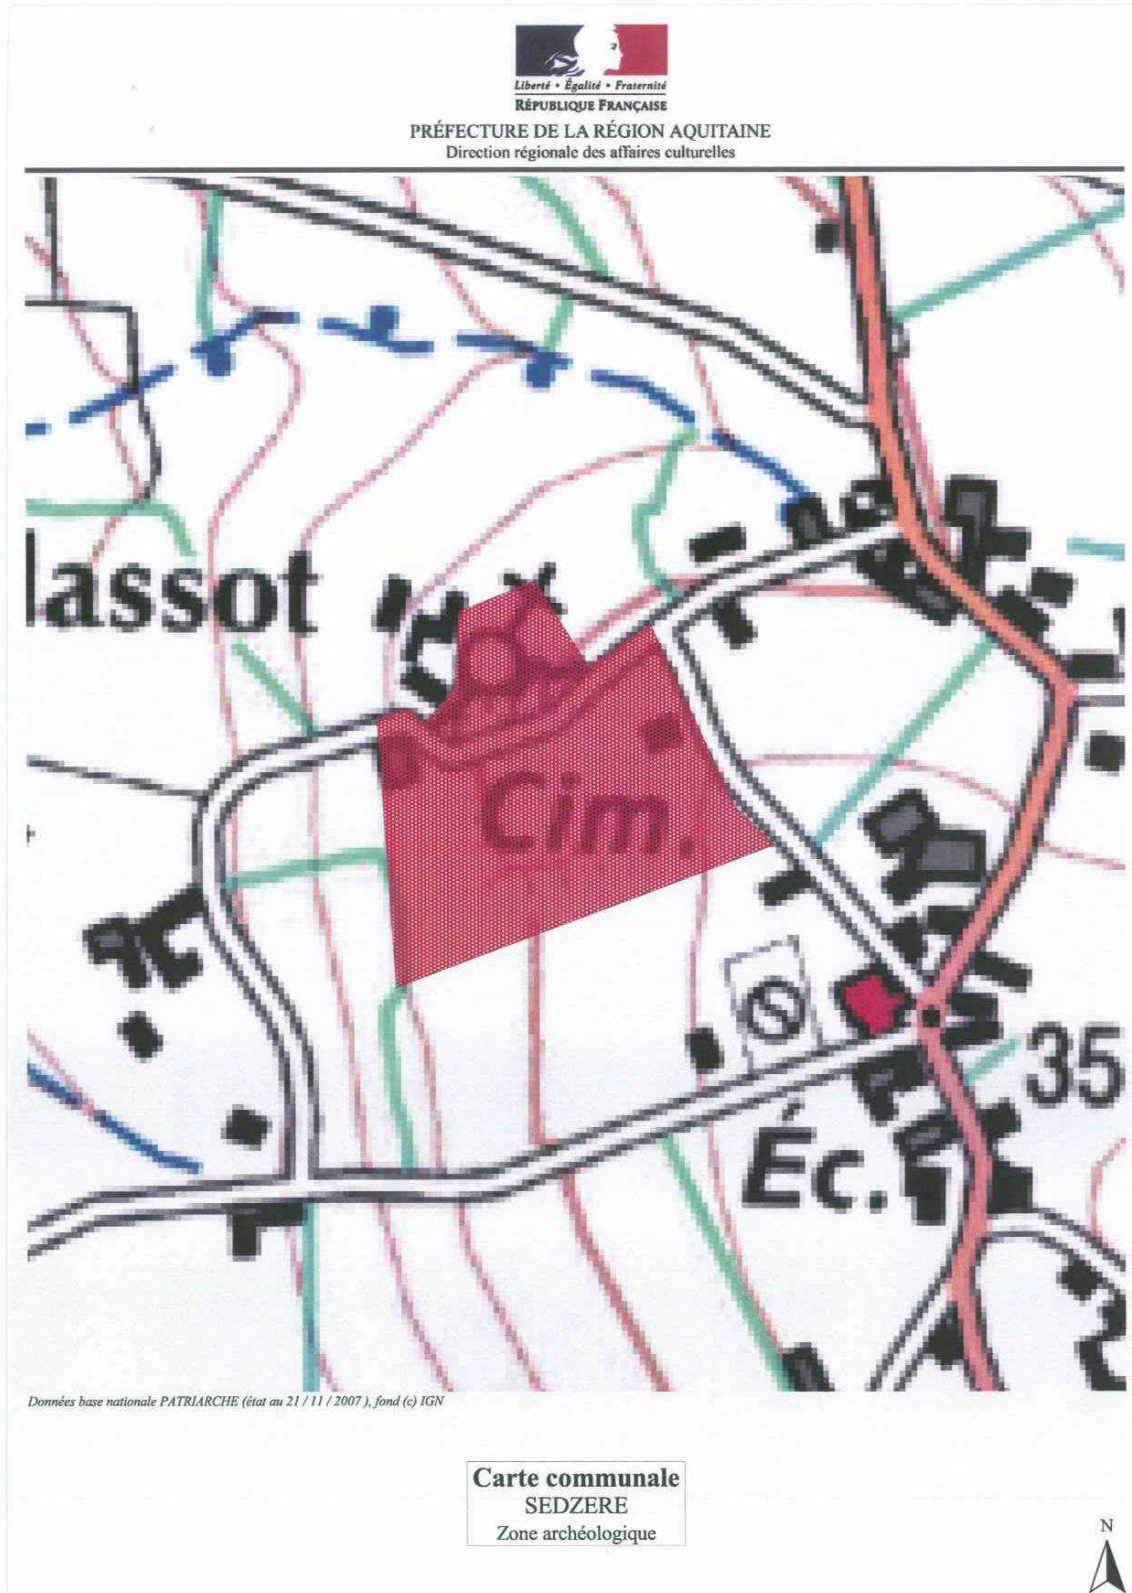 Liberté • Égalité • Fraternité
RÉPUBLIQUE FRANÇAISE
PRÉFECTURE DE LA RÉGION AQUITAINE
Direction régionale des affaires culturelles
lassot
Cim.
35
Éc.
Données base nationale PATRIARCHE (état au 21 / 11 / 2007 ), fond (c) IGN
Carte communale
SEDZERE
Zone archéologique
N